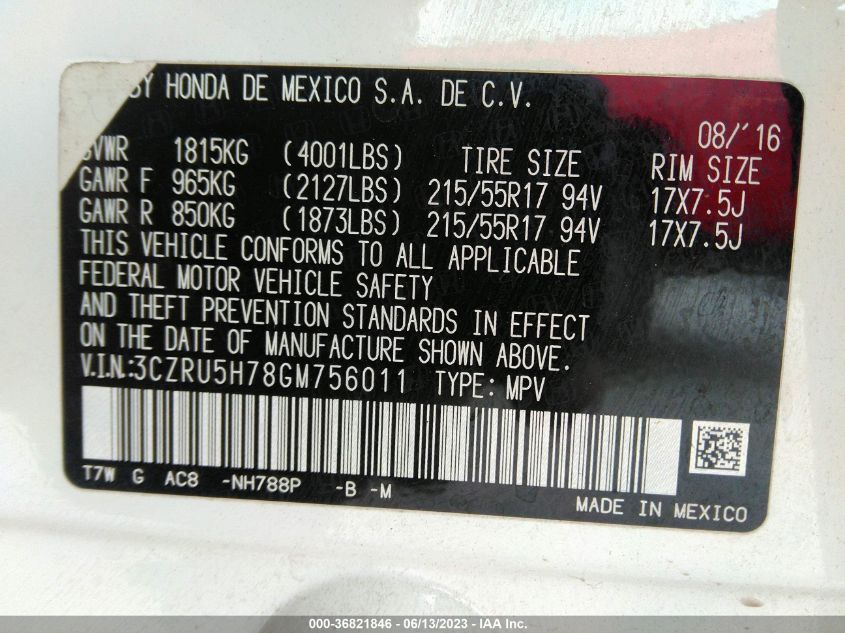 BY HONDA DE MEXICO S.A. DE C.V.
08/'16
GVWR 1815KG (4001LBS) TIRE SIZE RIM SIZE
GAWR F 965KG (2127LBS) 215/55R17 94V 17X7.5J
GAWR R 850KG (1873LBS) 215/55R17 94V 17X7.5J
THIS VEHICLE CONFORMS TO ALL APPLICABLE
FEDERAL MOTOR VEHICLE SAFETY
AND THEFT PREVENTION STANDARDS IN EFFECT
ON THE DATE OF MANUFACTURE SHOWN ABOVE.
V.I.N.:3CZRU5H78GM756011 TYPE: MPV
T7W G AC8 -NH788P -B -M
MADE IN MEXICO
000-36821846 - 06/13/2023 - IAA Inc.